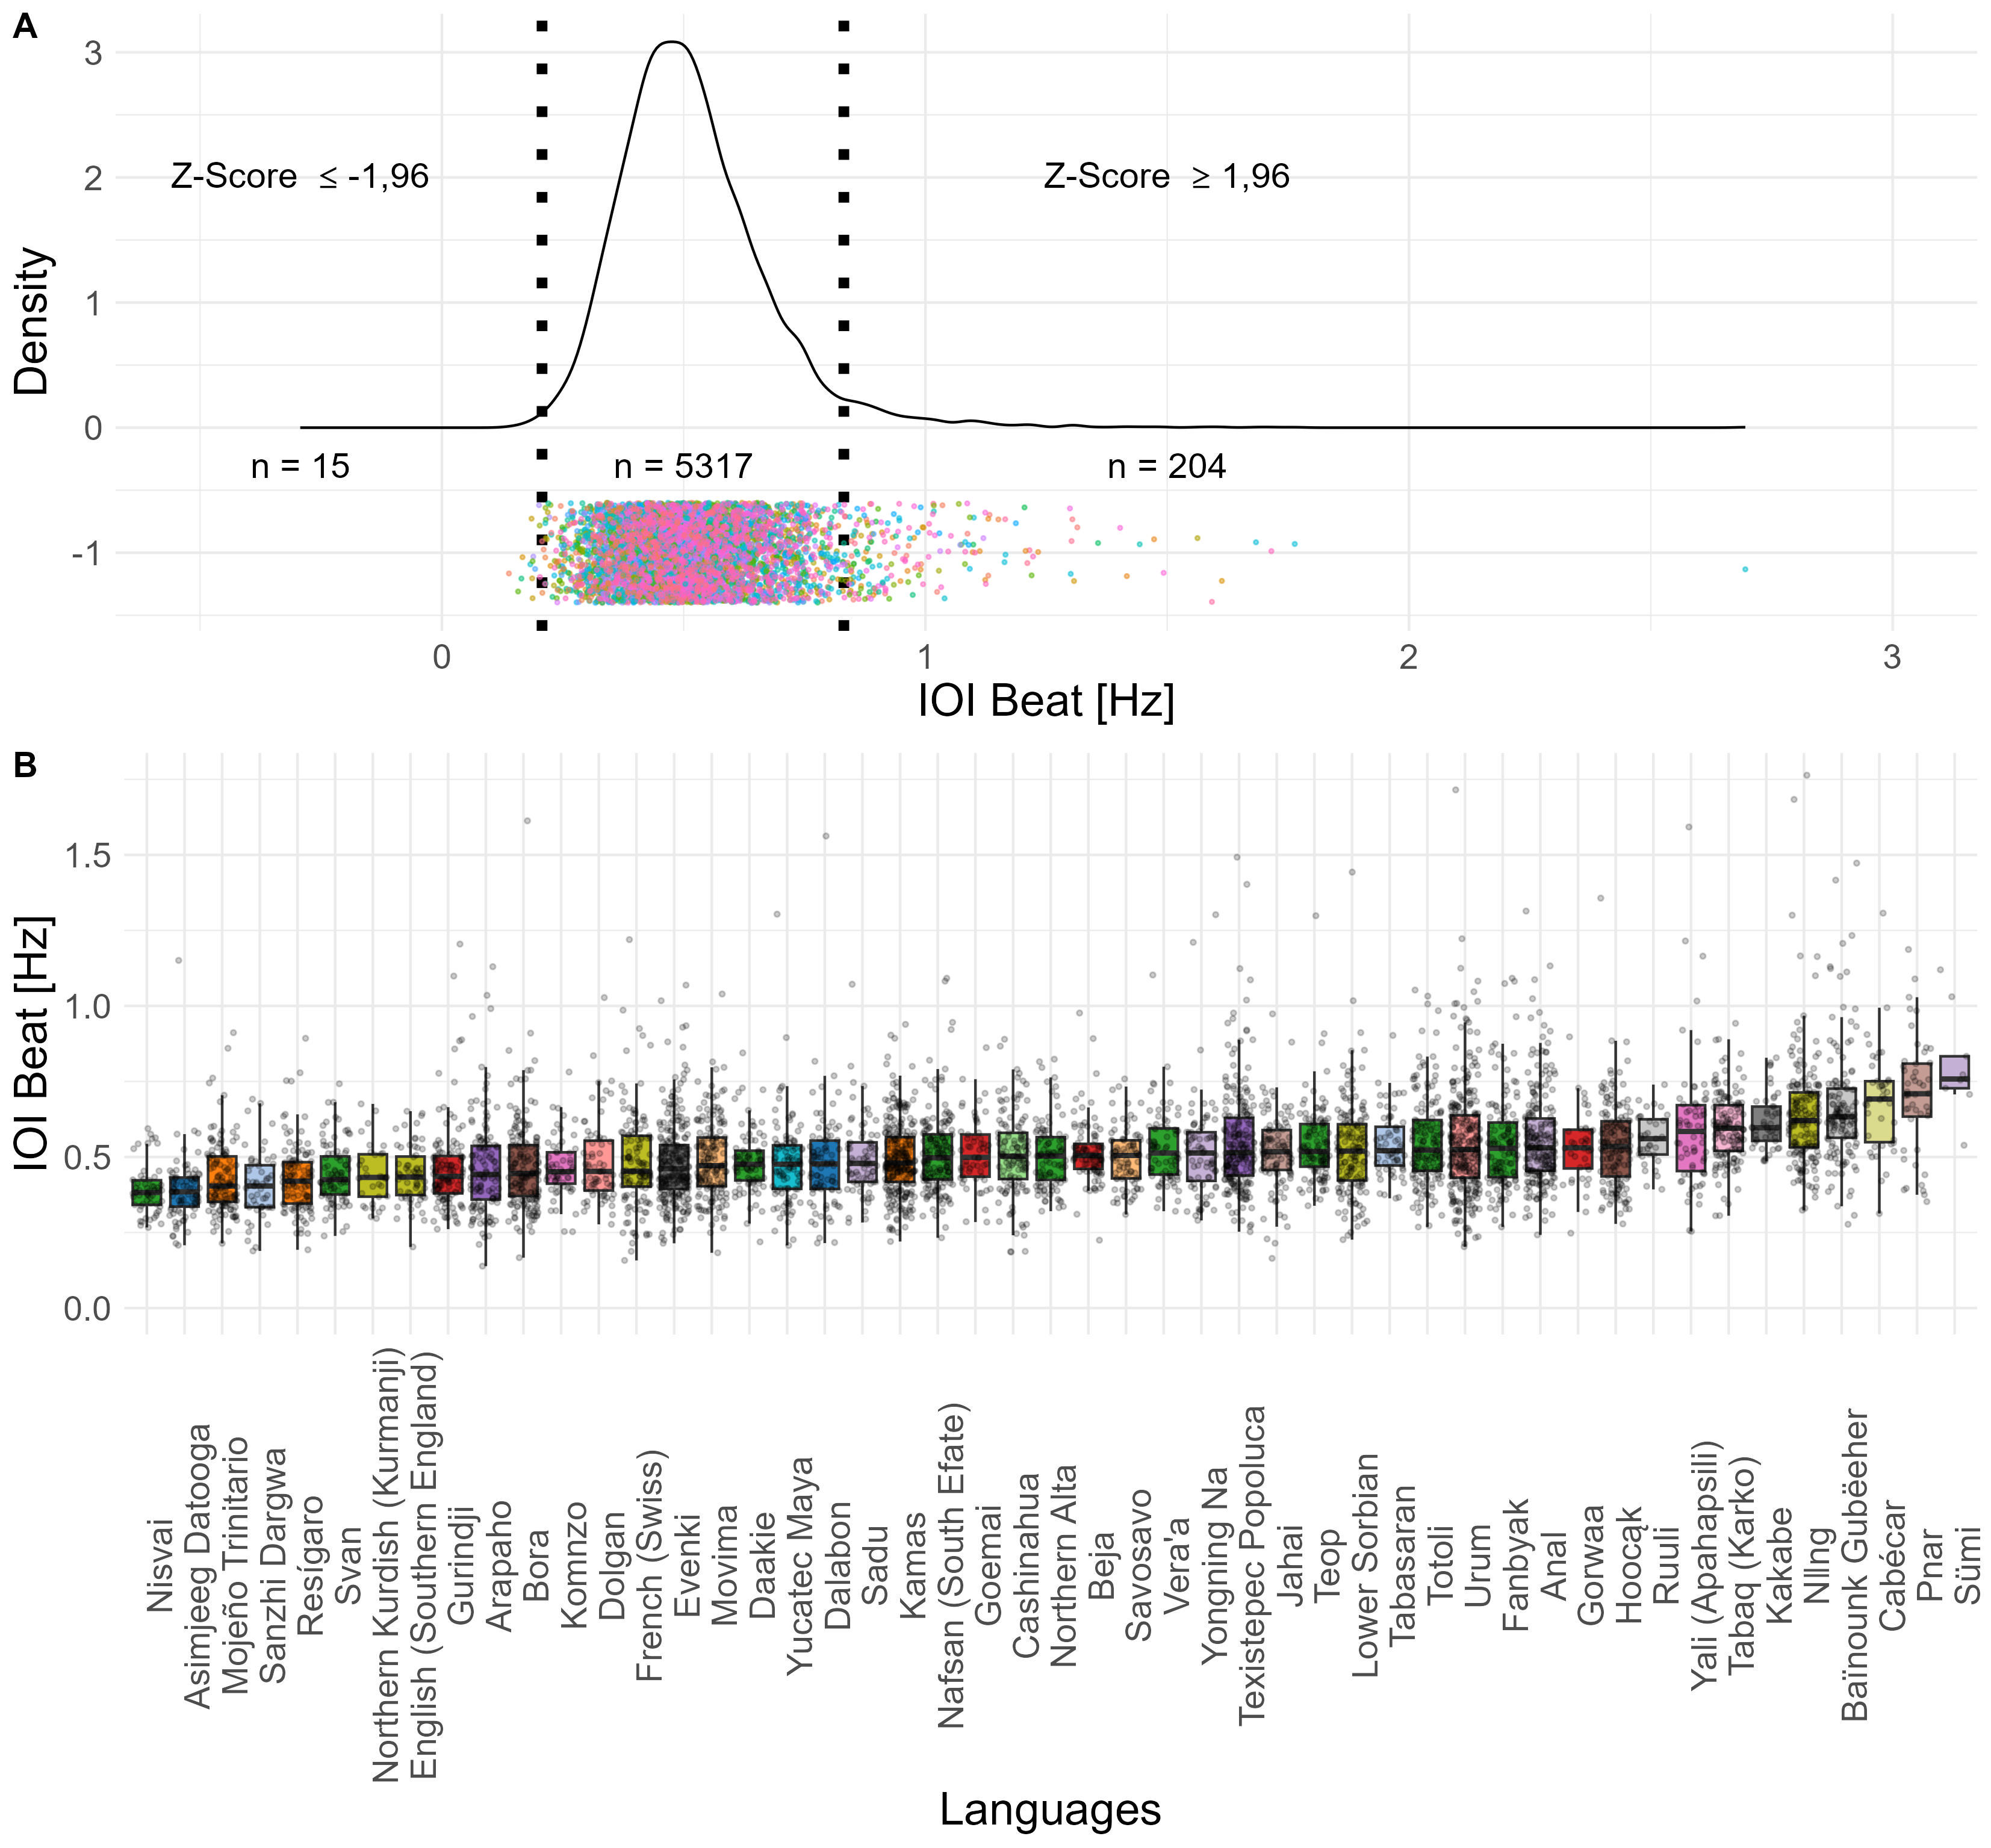 A
3
2
1
0
-1
Density
Z-Score ≤ -1,96
Z-Score ≥ 1,96
n = 15
n = 5317
n = 204
0
1
2
3
IOI Beat [Hz]
B
1.5
1.0
0.5
0.0
IOI Beat [Hz]
Nisvai
Asimjeeg Datooga
Mojeño Trinitario
Sanzhi Dargwa
Resígaro
Svan
Northern Kurdish (Kurmanji)
English (Southern England)
Gurindji
Arapaho
Bora
Komnzo
Dolgan
French (Swiss)
Evenki
Movima
Daakie
Yucatec Maya
Dalabon
Sadu
Kamas
Nafsan (South Efate)
Goemai
Cashinahua
Northern Alta
Beja
Savosavo
Vera'a
Yongning Na
Texistepec Popoluca
Jahai
Teop
Lower Sorbian
Tabasaran
Totoli
Urum
Fanbyak
Anal
Gorwaa
Hoocąk
Ruuli
Yali (Apahapsili)
Tabaq (Karko)
Kakabe
Nllng
Baïnounk Gubëeher
Cabécar
Pnar
Sümi
Languages